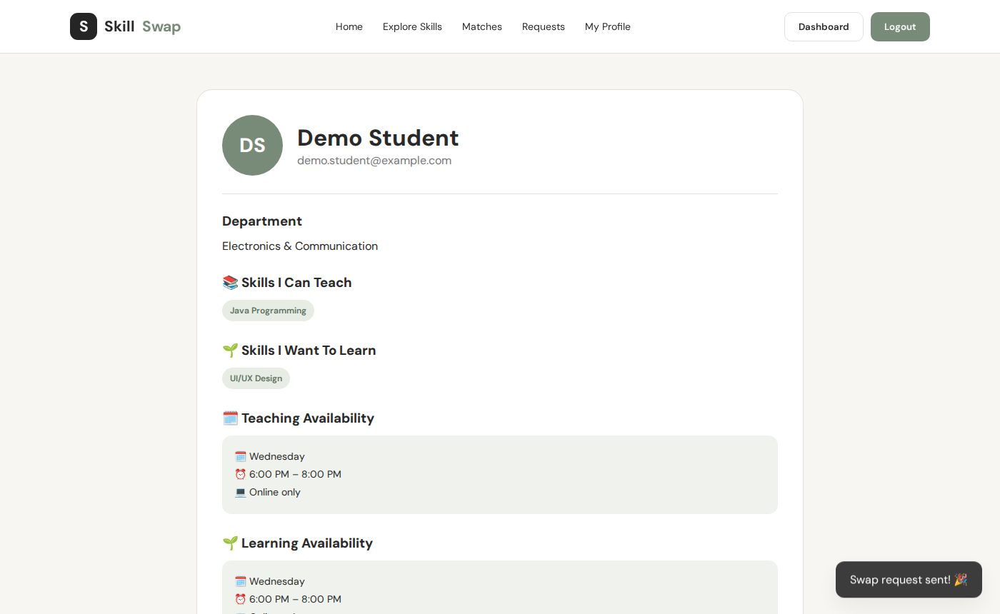 S Skill Swap Home Explore Skills Matches Requests My Profile Dashboard Logout
DS
Demo Student
demo.student@example.com
Department
Electronics & Communication
📚 Skills I Can Teach
Java Programming
🌱 Skills I Want To Learn
UI/UX Design
🗓️ Teaching Availability
🗓️ Wednesday
⏰ 6:00 PM – 8:00 PM
💻 Online only
🌱 Learning Availability
🗓️ Wednesday
⏰ 6:00 PM – 8:00 PM
Swap request sent! 🎉